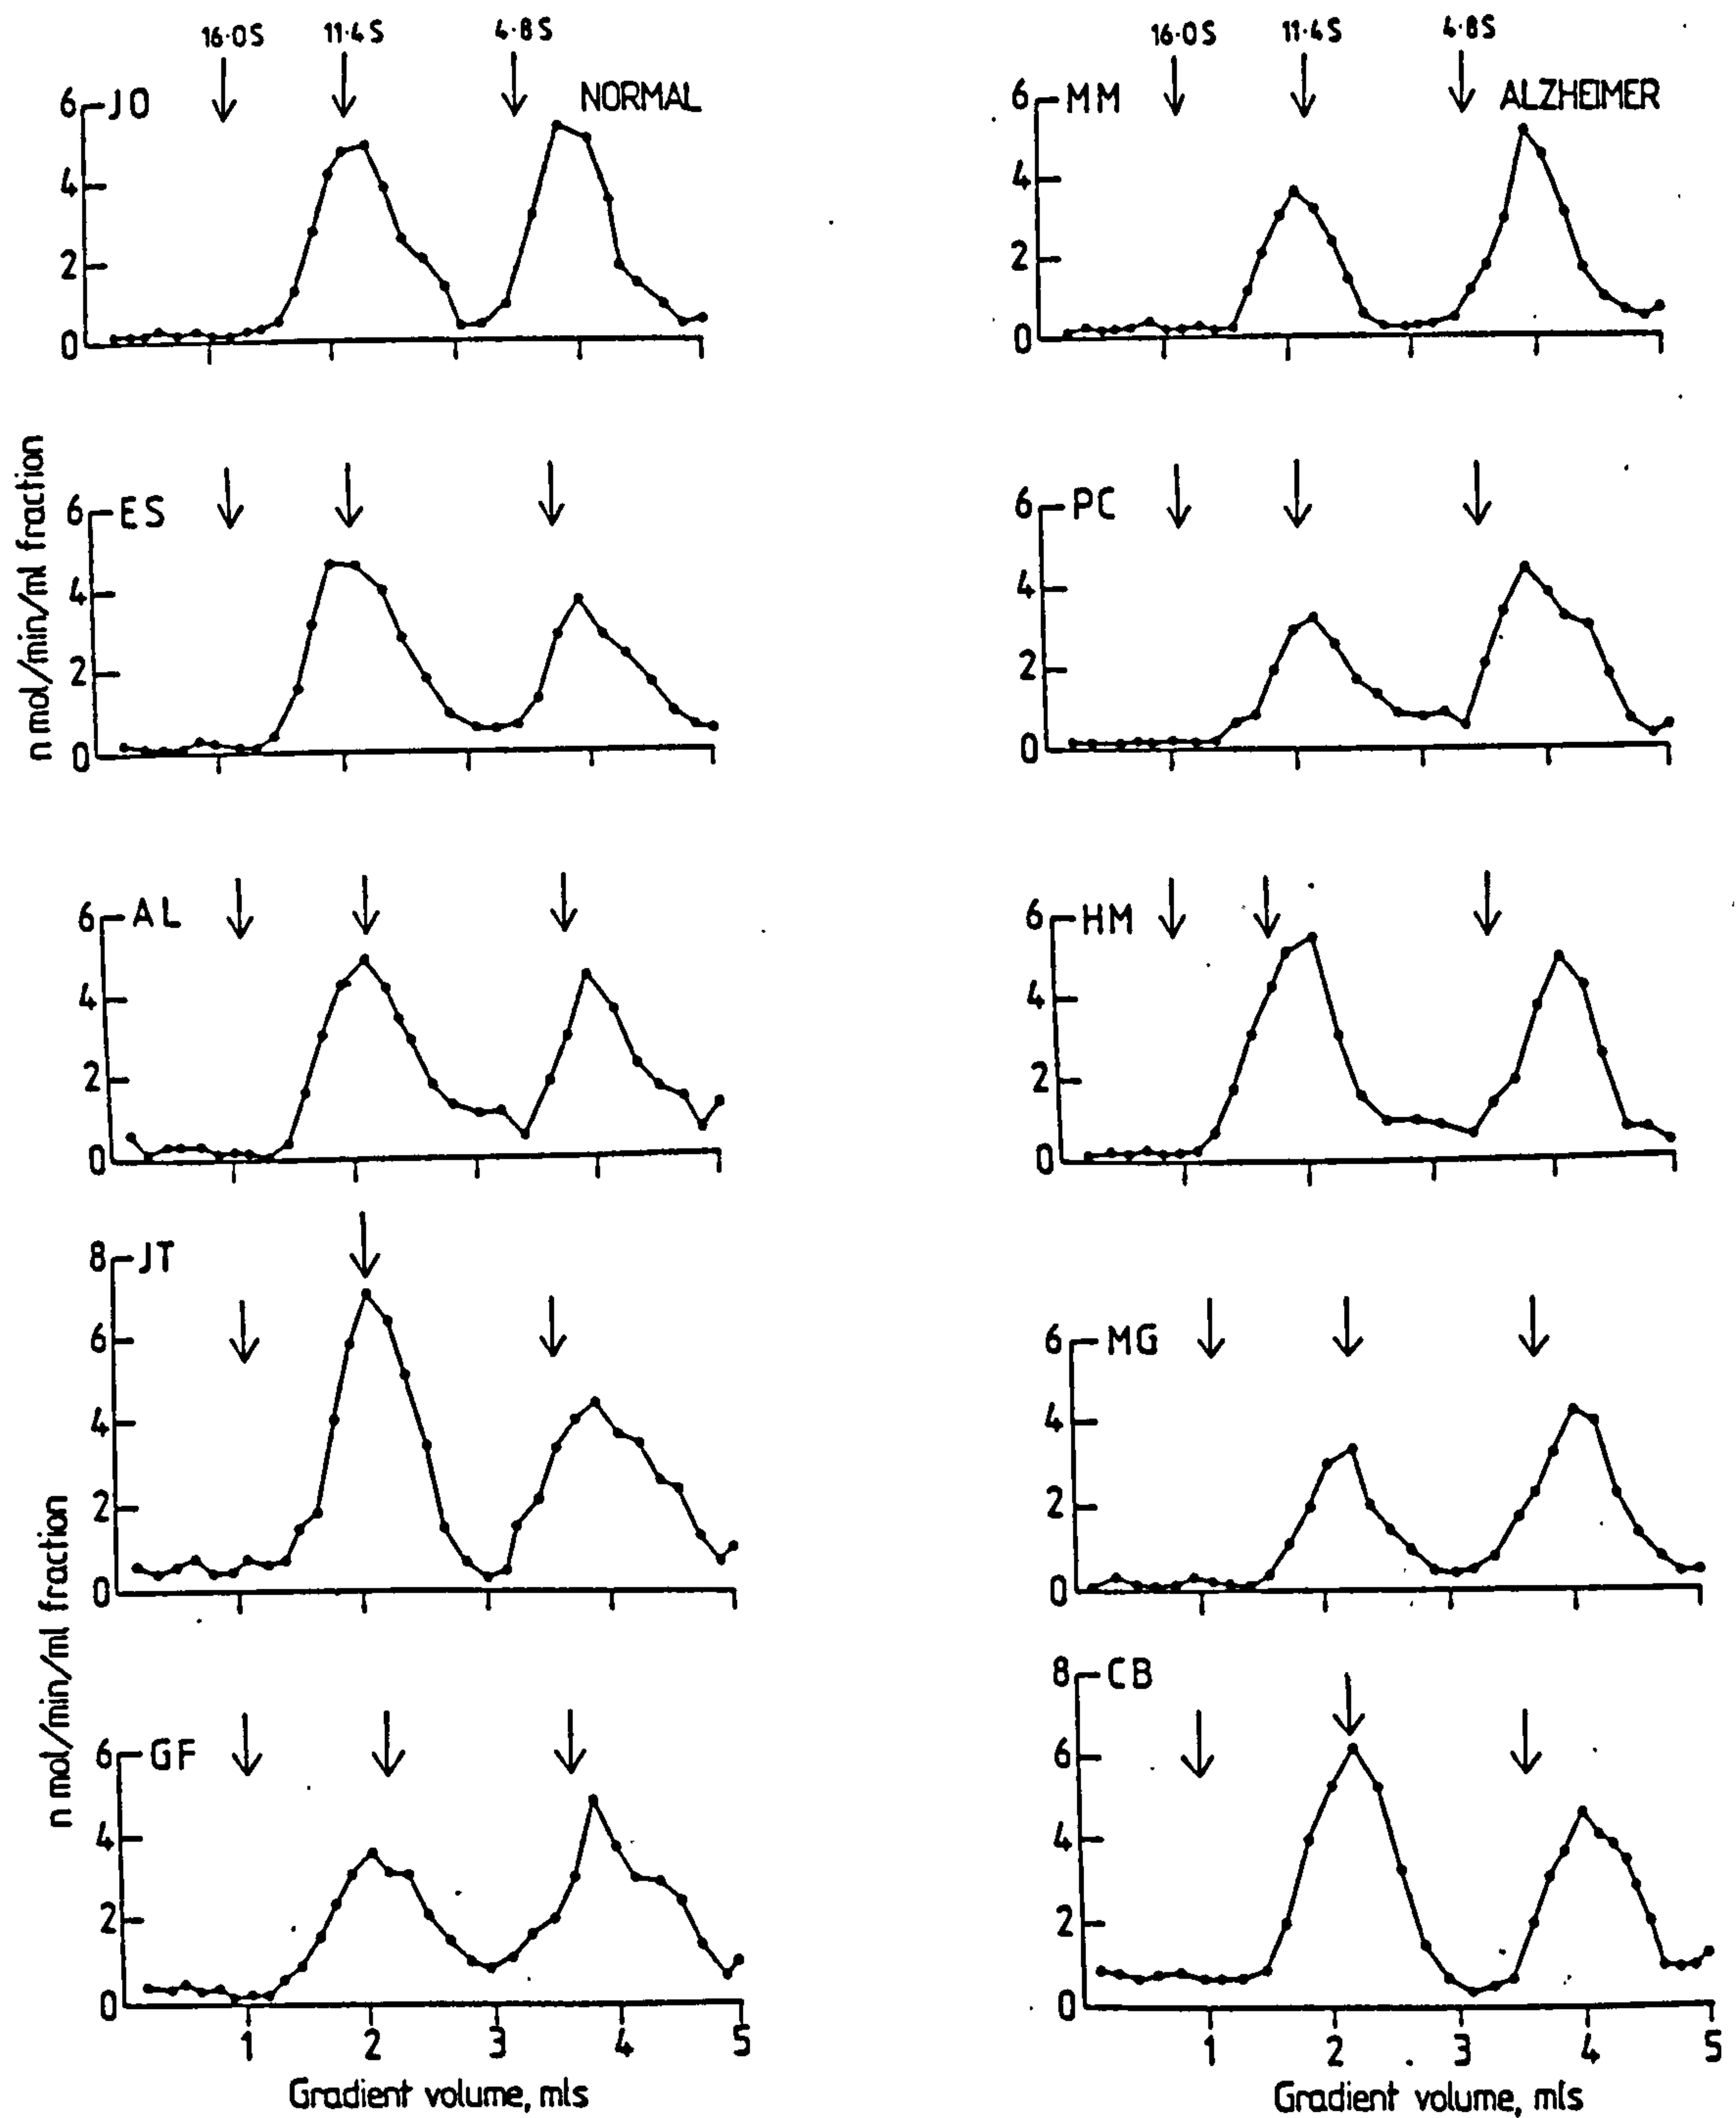 16·0S 11·4S 4·8S 16·0S 11·4S 4·8S
6 JO NORMAL 6 MM ALZHEIMER
4 4
2 2
0 0
n mol/min/ml fraction
6 ES 6 PC
4 4
2 2
0 0
6 AL 6 HM
4 4
2 2
0 0
8 JT
6 6 MG
4 4
2 2
0 0
n mol/min/ml fraction
8 CB
6 GF 6
4 4
2 2
0 0
1 2 3 4 5 1 2 3 4 5
Gradient volume, mls Gradient volume, mls